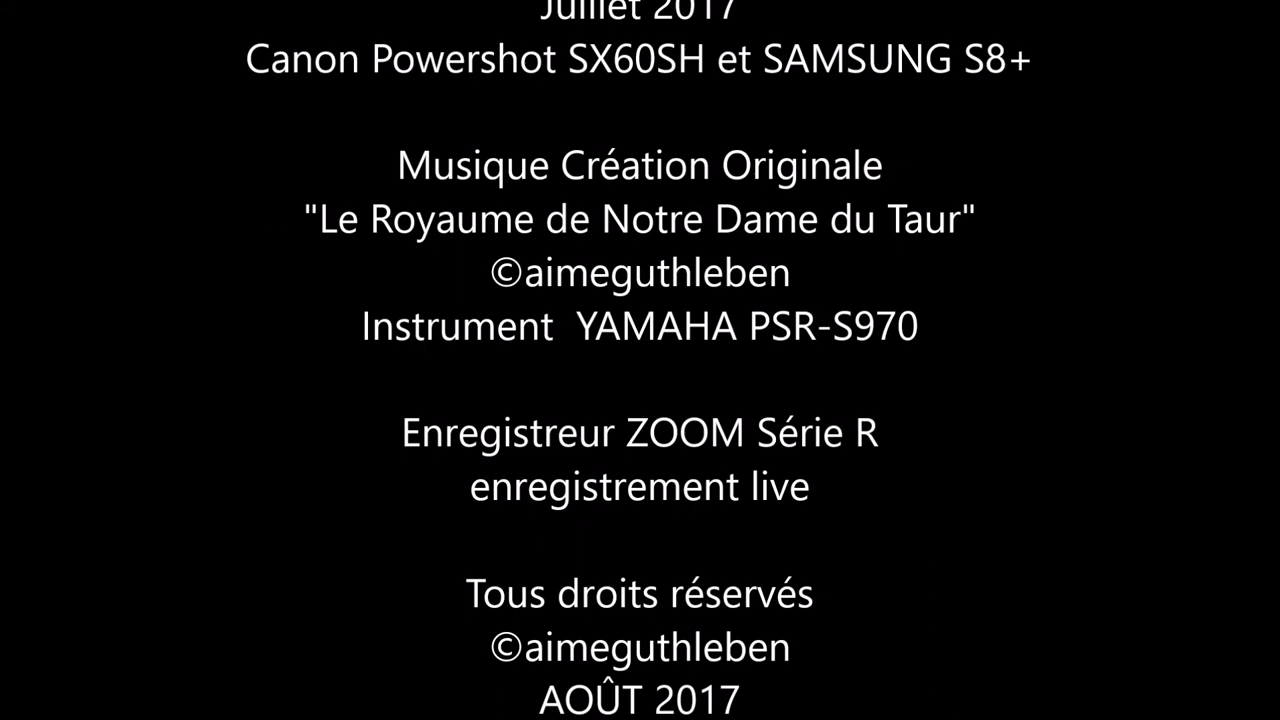 Juillet 2017
Canon Powershot SX60SH et SAMSUNG S8+
Musique Création Originale
"Le Royaume de Notre Dame du Taur"
©aimeguthleben
Instrument  YAMAHA PSR-S970
Enregistreur ZOOM Série R
enregistrement live
Tous droits réservés
©aimeguthleben
AOÛT 2017